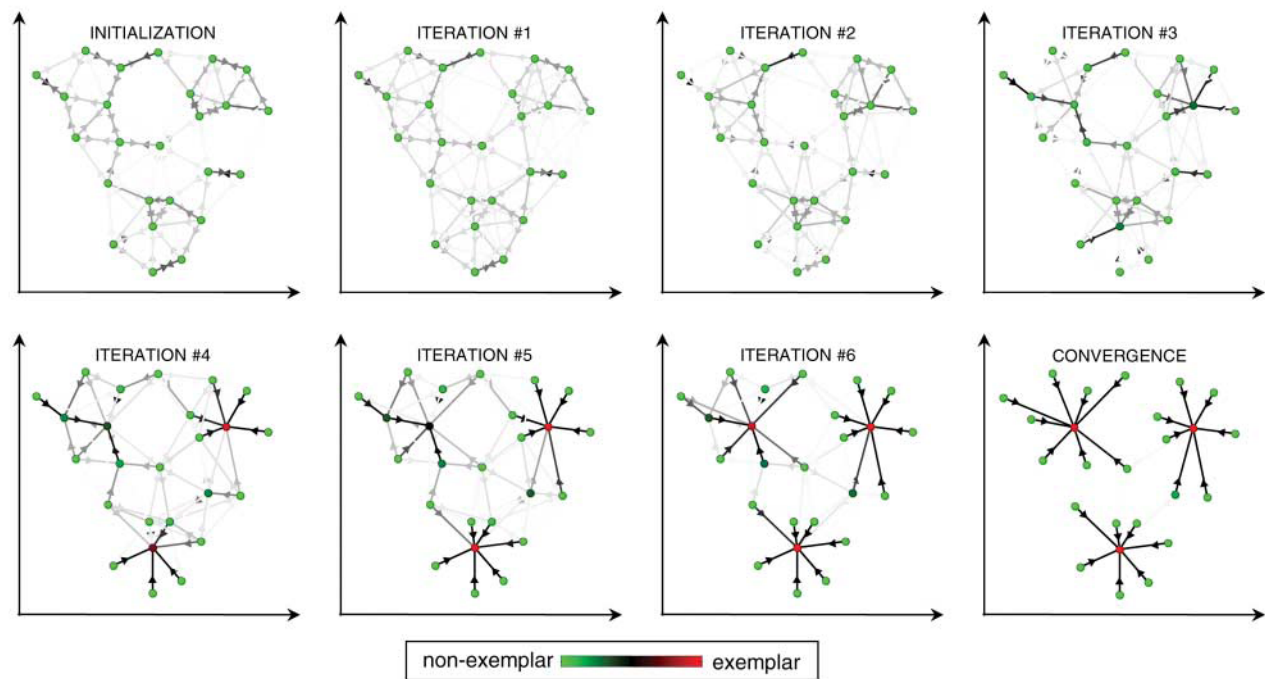 INITIALIZATION
ITERATION #1
ITERATION #2
ITERATION #3
ITERATION #4
ITERATION #5
ITERATION #6
CONVERGENCE
non-exemplar exemplar